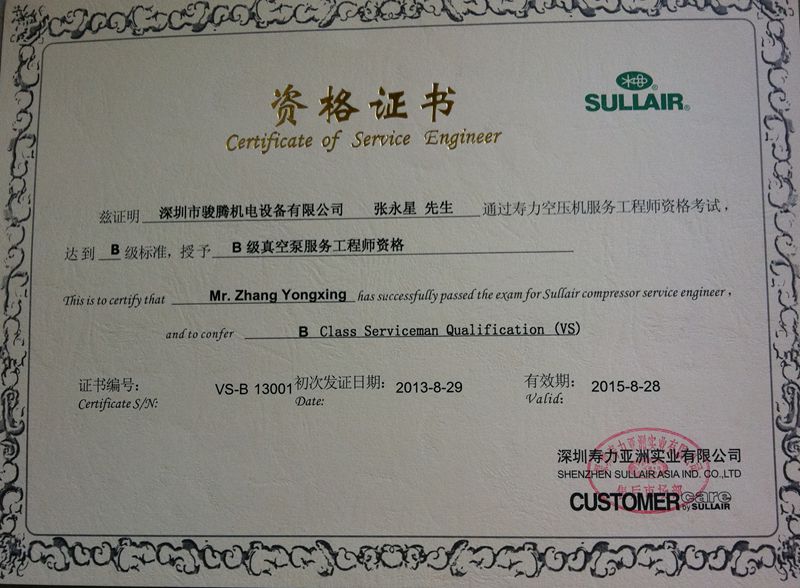 资格证书
Certificate of Service Engineer
SULLAIR®
兹证明 深圳市骏腾机电设备有限公司 张永星 先生 通过寿力空压机服务工程师资格考试，
达到 B 级标准，授予 B 级真空泵服务工程师资格
This is to certify that Mr. Zhang Yongxing has successfully passed the exam for Sullair compressor service engineer，
and to confer B Class Serviceman Qualification (VS)
证书编号： VS-B 13001 初次发证日期： 2013-8-29 有效期： 2015-8-28
Certificate S/N: Date: Valid:
深圳寿力亚洲实业有限公司
SHENZHEN SULLAIR ASIA IND. CO.,LTD
售后市场部
CUSTOMER care
by SULLAIR